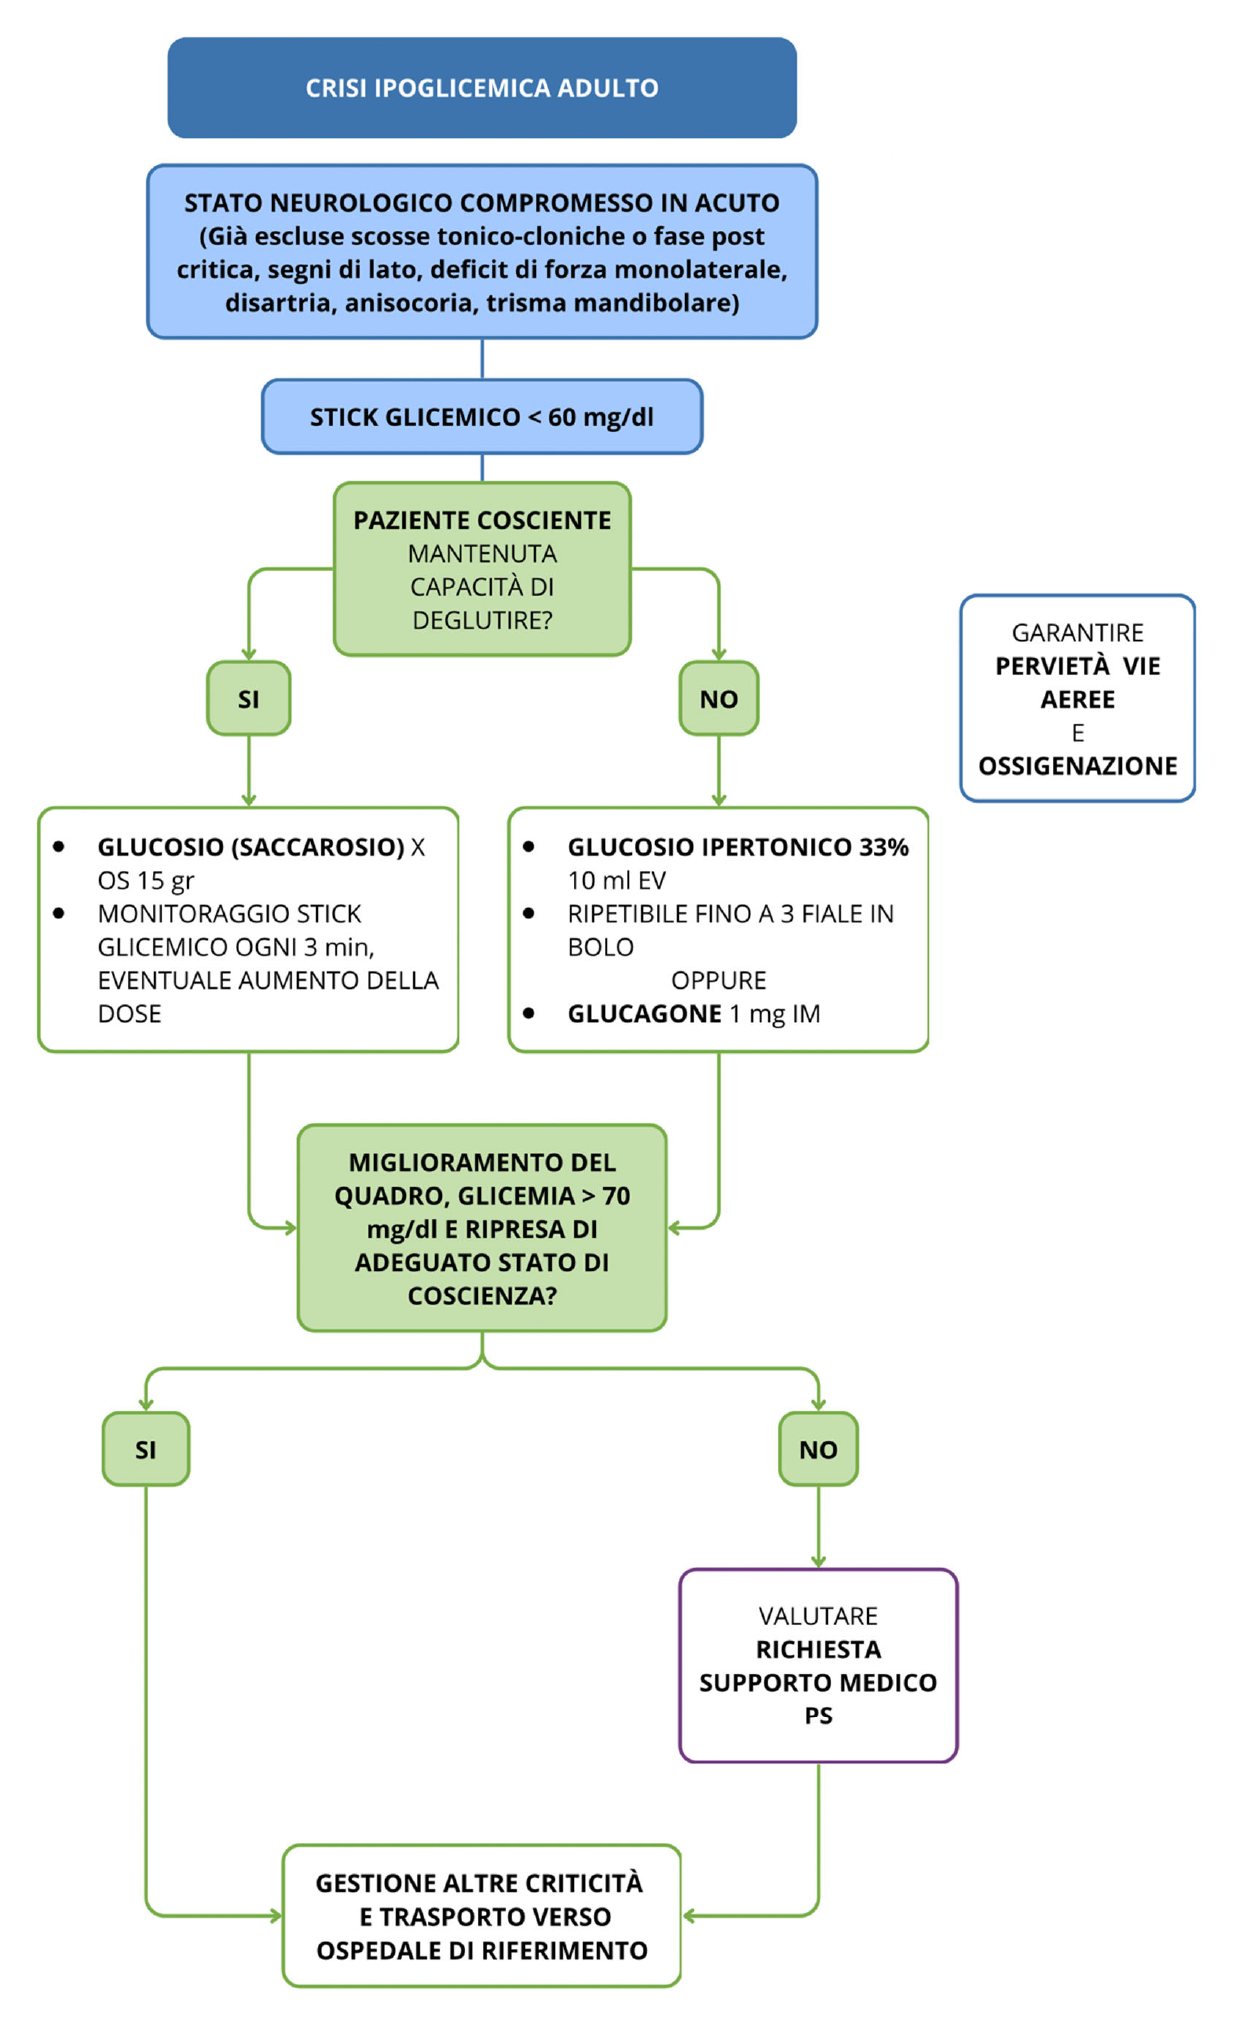 CRISI IPOGLICEMICA ADULTO
STATO NEUROLOGICO COMPROMESSO IN ACUTO
(Già escluse scosse tonico-cloniche o fase post
critica, segni di lato, deficit di forza monolaterale,
disartria, anisocoria, trisma mandibolare)
STICK GLICEMICO < 60 mg/dl
PAZIENTE COSCIENTE
MANTENUTA
CAPACITÀ DI
DEGLUTIRE?
GARANTIRE
PERVIETÀ VIE
AEREE
E
OSSIGENAZIONE
SI
NO
• GLUCOSIO (SACCAROSIO) X
OS 15 gr
• MONITORAGGIO STICK
GLICEMICO OGNI 3 min,
EVENTUALE AUMENTO DELLA
DOSE
• GLUCOSIO IPERTONICO 33%
10 ml EV
• RIPETIBILE FINO A 3 FIALE IN
BOLO
OPPURE
• GLUCAGONE 1 mg IM
MIGLIORAMENTO DEL
QUADRO, GLICEMIA > 70
mg/dl E RIPRESA DI
ADEGUATO STATO DI
COSCIENZA?
SI
NO
VALUTARE
RICHIESTA
SUPPORTO MEDICO
PS
GESTIONE ALTRE CRITICITÀ
E TRASPORTO VERSO
OSPEDALE DI RIFERIMENTO